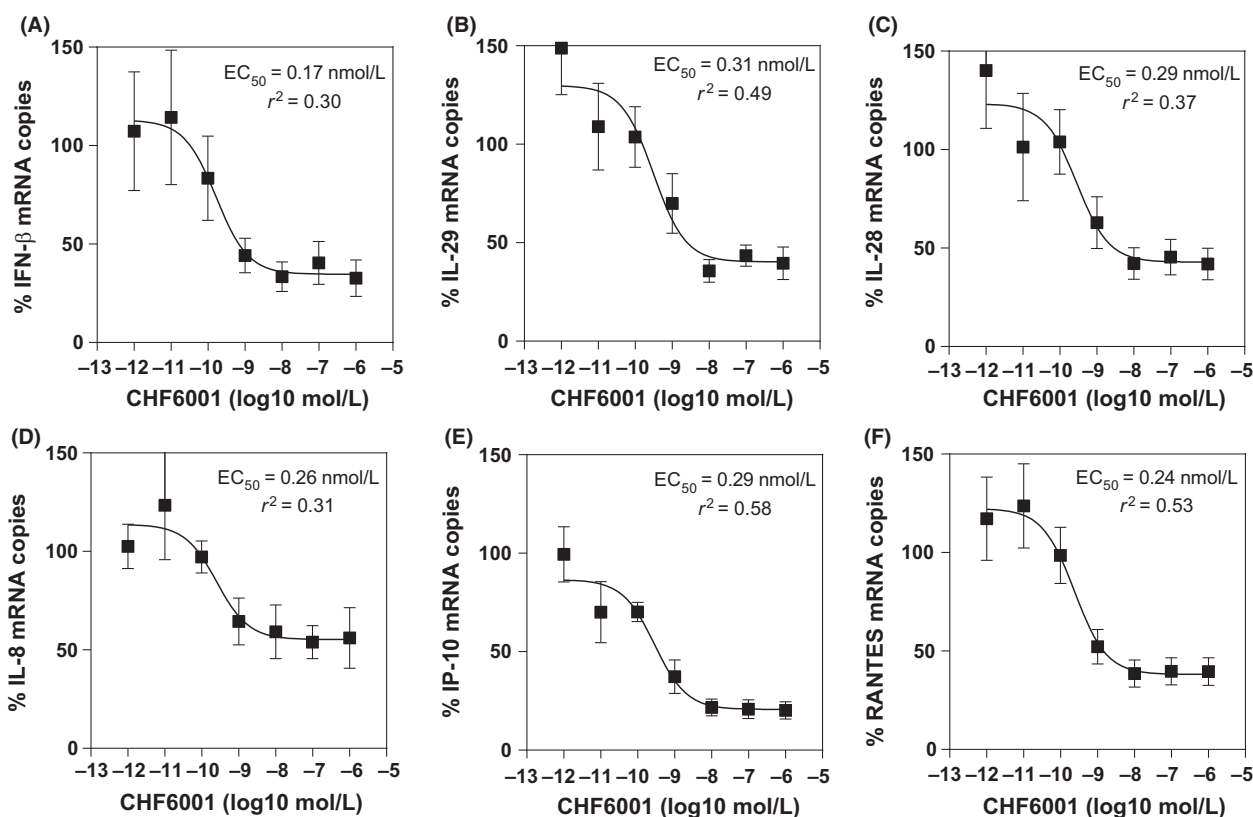 (A)
EC50 = 0.17 nmol/L
r² = 0.30
% IFN-β mRNA copies
150
100
50
0
–13 –12 –11 –10 –9 –8 –7 –6 –5
CHF6001 (log10 mol/L)
(B)
EC50 = 0.31 nmol/L
r² = 0.49
% IL-29 mRNA copies
150
100
50
0
–13 –12 –11 –10 –9 –8 –7 –6 –5
CHF6001 (log10 mol/L)
(C)
EC50 = 0.29 nmol/L
r² = 0.37
% IL-28 mRNA copies
150
100
50
0
–13 –12 –11 –10 –9 –8 –7 –6 –5
CHF6001 (log10 mol/L)
(D)
EC50 = 0.26 nmol/L
r² = 0.31
% IL-8 mRNA copies
150
100
50
0
–13 –12 –11 –10 –9 –8 –7 –6 –5
CHF6001 (log10 mol/L)
(E)
EC50 = 0.29 nmol/L
r² = 0.58
% IP-10 mRNA copies
150
100
50
0
–13 –12 –11 –10 –9 –8 –7 –6 –5
CHF6001 (log10 mol/L)
(F)
EC50 = 0.24 nmol/L
r² = 0.53
% RANTES mRNA copies
150
100
50
0
–13 –12 –11 –10 –9 –8 –7 –6 –5
CHF6001 (log10 mol/L)